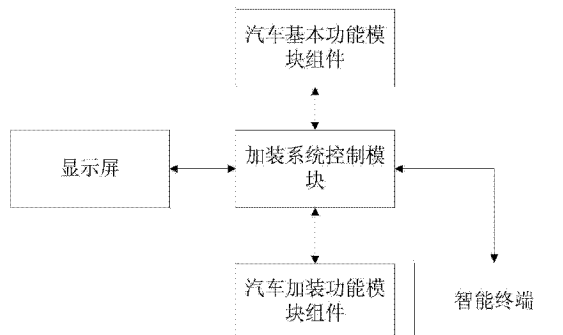 汽车基本功能模
块组件
显示屏
加装系统控制模
块
汽车加装功能模
块组件
智能终端